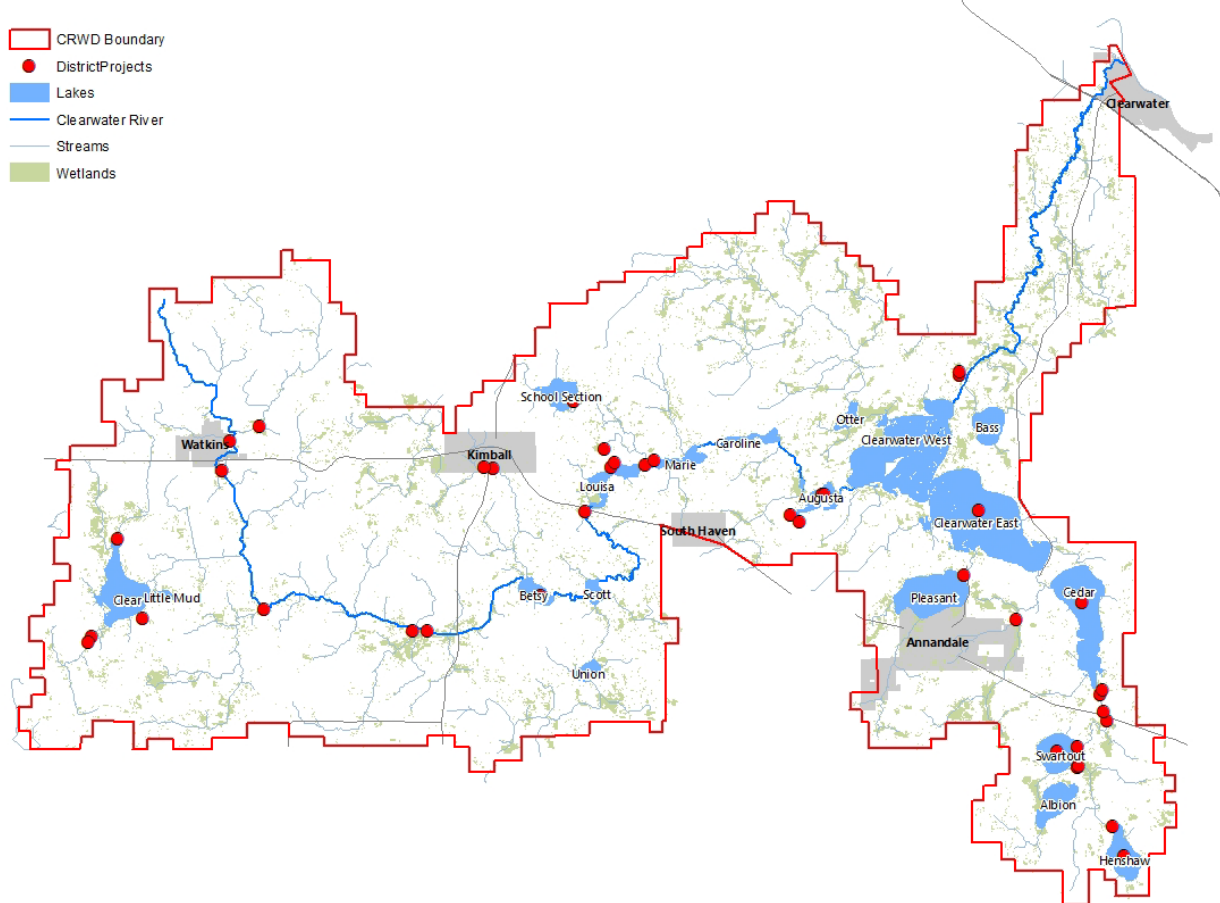 CRWD Boundary
DistrictProjects
Lakes
Clearwater River
Streams
Wetlands
Clearwater
School Section
Otter
Bass
Clearwater West
Caroline
Watkins
Kimball
Marie
Louisa
Augusta
Clearwater East
South Haven
Clear
Little Mud
Betsy
Scott
Pleasant
Cedar
Annandale
Union
Swartout
Albion
Henshaw